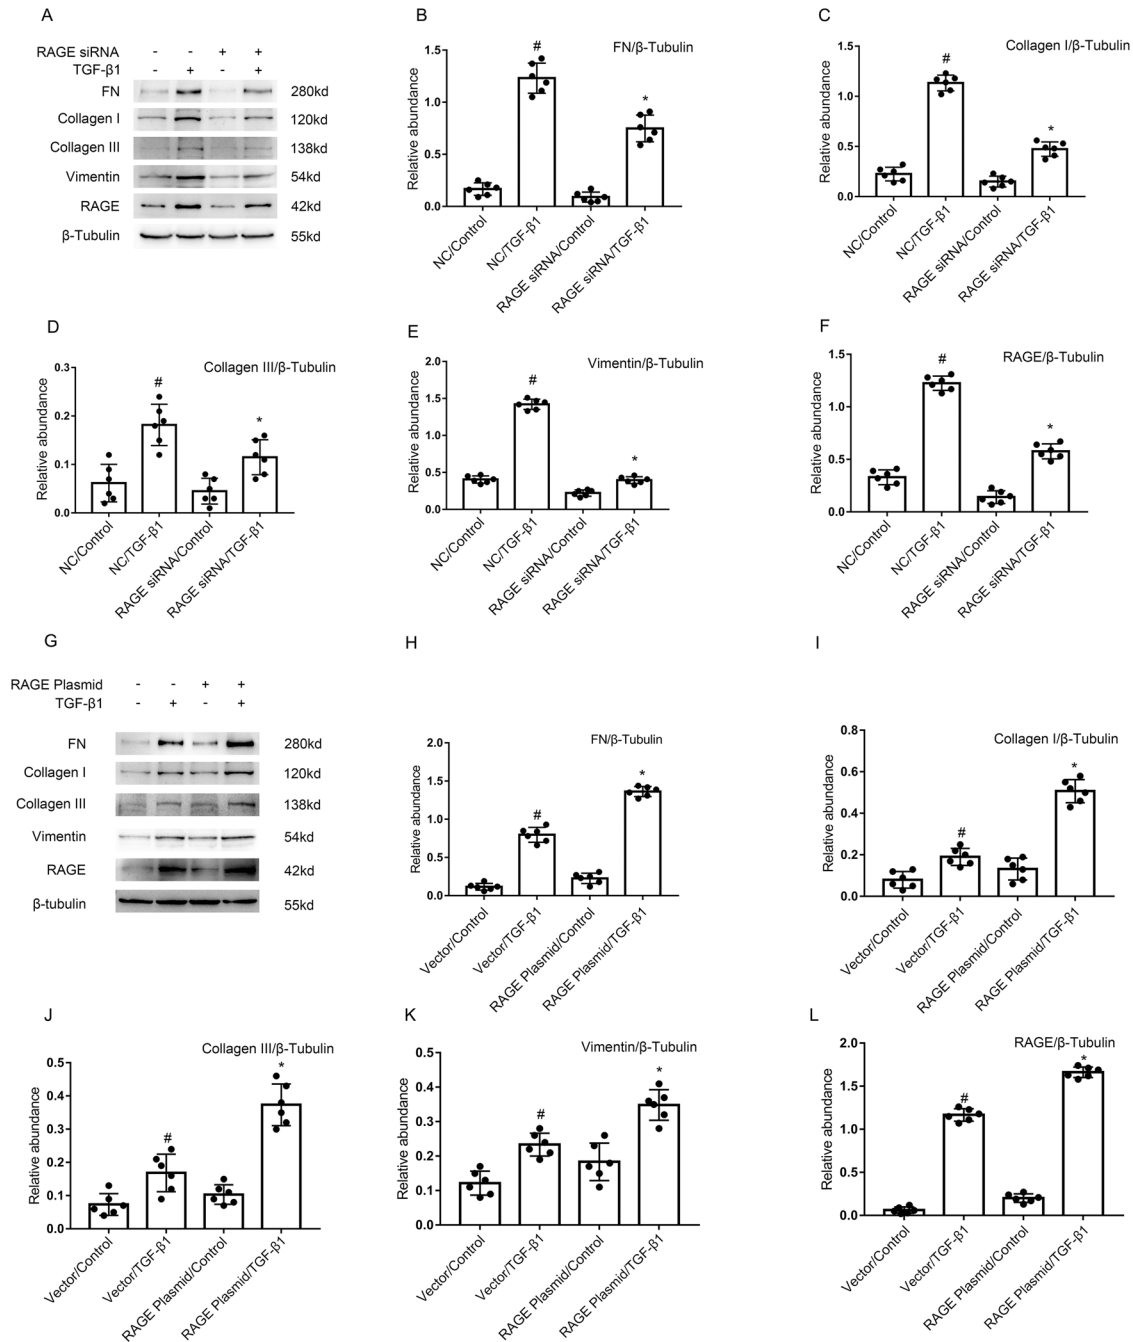 A
RAGE siRNA - - + +
TGF-β1 - + - +
FN 280kd
Collagen I 120kd
Collagen III 138kd
Vimentin 54kd
RAGE 42kd
β-Tubulin 55kd
B
FN/β-Tubulin
Relative abundance
1.5
1.0
0.5
0.0
#
*
NC/Control
NC/TGF-β1
RAGE siRNA/Control
RAGE siRNA/TGF-β1
C
Collagen I/β-Tubulin
Relative abundance
1.5
1.0
0.5
0.0
#
*
NC/Control
NC/TGF-β1
RAGE siRNA/Control
RAGE siRNA/TGF-β1
D
Collagen III/β-Tubulin
Relative abundance
0.3
0.2
0.1
0.0
#
*
NC/Control
NC/TGF-β1
RAGE siRNA/Control
RAGE siRNA/TGF-β1
E
Vimentin/β-Tubulin
Relative abundance
2.0
1.5
1.0
0.5
0.0
#
*
NC/Control
NC/TGF-β1
RAGE siRNA/Control
RAGE siRNA/TGF-β1
F
RAGE/β-Tubulin
Relative abundance
1.5
1.0
0.5
0.0
#
*
NC/Control
NC/TGF-β1
RAGE siRNA/Control
RAGE siRNA/TGF-β1
G
RAGE Plasmid - - + +
TGF-β1 - + - +
FN 280kd
Collagen I 120kd
Collagen III 138kd
Vimentin 54kd
RAGE 42kd
β-tubulin 55kd
H
FN/β-Tubulin
Relative abundance
2.0
1.5
1.0
0.5
0.0
#
*
Vector/Control
Vector/TGF-β1
RAGE Plasmid/Control
RAGE Plasmid/TGF-β1
I
Collagen I/β-Tubulin
Relative abundance
0.8
0.6
0.4
0.2
0.0
#
*
Vector/Control
Vector/TGF-β1
RAGE Plasmid/Control
RAGE Plasmid/TGF-β1
J
Collagen III/β-Tubulin
Relative abundance
0.5
0.4
0.3
0.2
0.1
0.0
#
*
Vector/Control
Vector/TGF-β1
RAGE Plasmid/Control
RAGE Plasmid/TGF-β1
K
Vimentin/β-Tubulin
Relative abundance
0.5
0.4
0.3
0.2
0.1
0.0
#
*
Vector/Control
Vector/TGF-β1
RAGE Plasmid/Control
RAGE Plasmid/TGF-β1
L
RAGE/β-Tubulin
Relative abundance
2.0
1.5
1.0
0.5
0.0
#
*
Vector/Control
Vector/TGF-β1
RAGE Plasmid/Control
RAGE Plasmid/TGF-β1